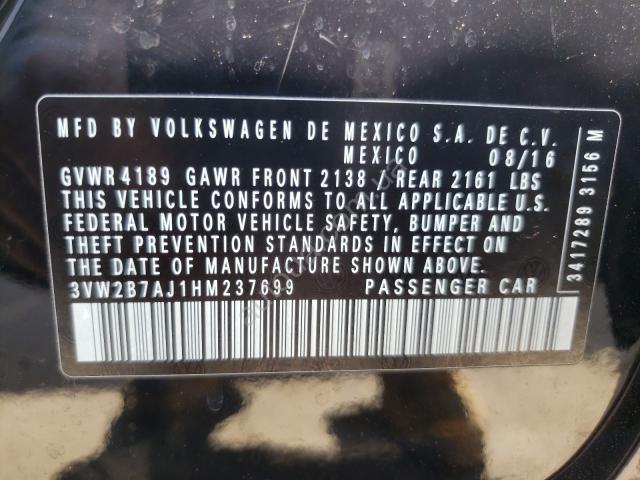 MFD BY VOLKSWAGEN DE MEXICO S.A. DE C.V.
MEXICO 08/16
GVWR 4189 GAWR FRONT 2138 REAR 2161 LBS
THIS VEHICLE CONFORMS TO ALL APPLICABLE U.S.
FEDERAL MOTOR VEHICLE SAFETY, BUMPER AND
THEFT PREVENTION STANDARDS IN EFFECT ON
THE DATE OF MANUFACTURE SHOWN ABOVE.
3VW2B7AJ1HM237699 PASSENGER CAR
3417289 3156 M